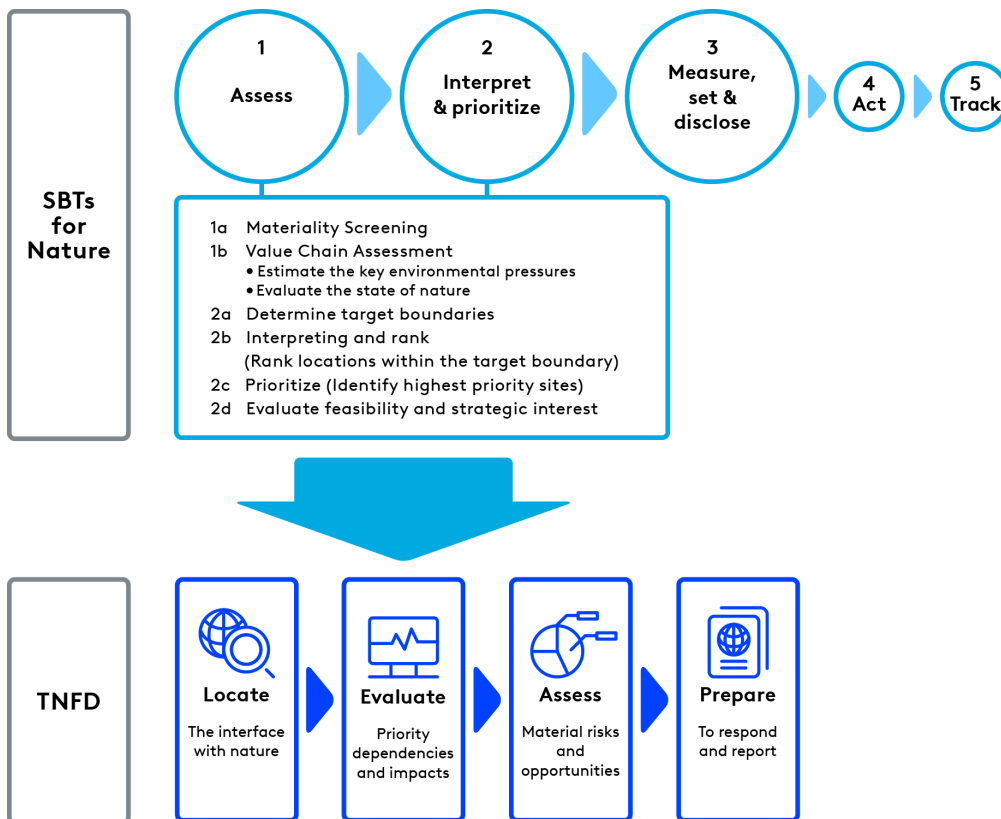 SBTs
for
Nature
1
Assess
2
Interpret
& prioritize
3
Measure,
set &
disclose
4
Act
5
Track
1a Materiality Screening
1b Value Chain Assessment
• Estimate the key environmental pressures
• Evaluate the state of nature
2a Determine target boundaries
2b Interpreting and rank
(Rank locations within the target boundary)
2c Prioritize (Identify highest priority sites)
2d Evaluate feasibility and strategic interest
TNFD
Locate
The interface
with nature
Evaluate
Priority
dependencies
and impacts
Assess
Material risks
and
opportunities
Prepare
To respond
and report